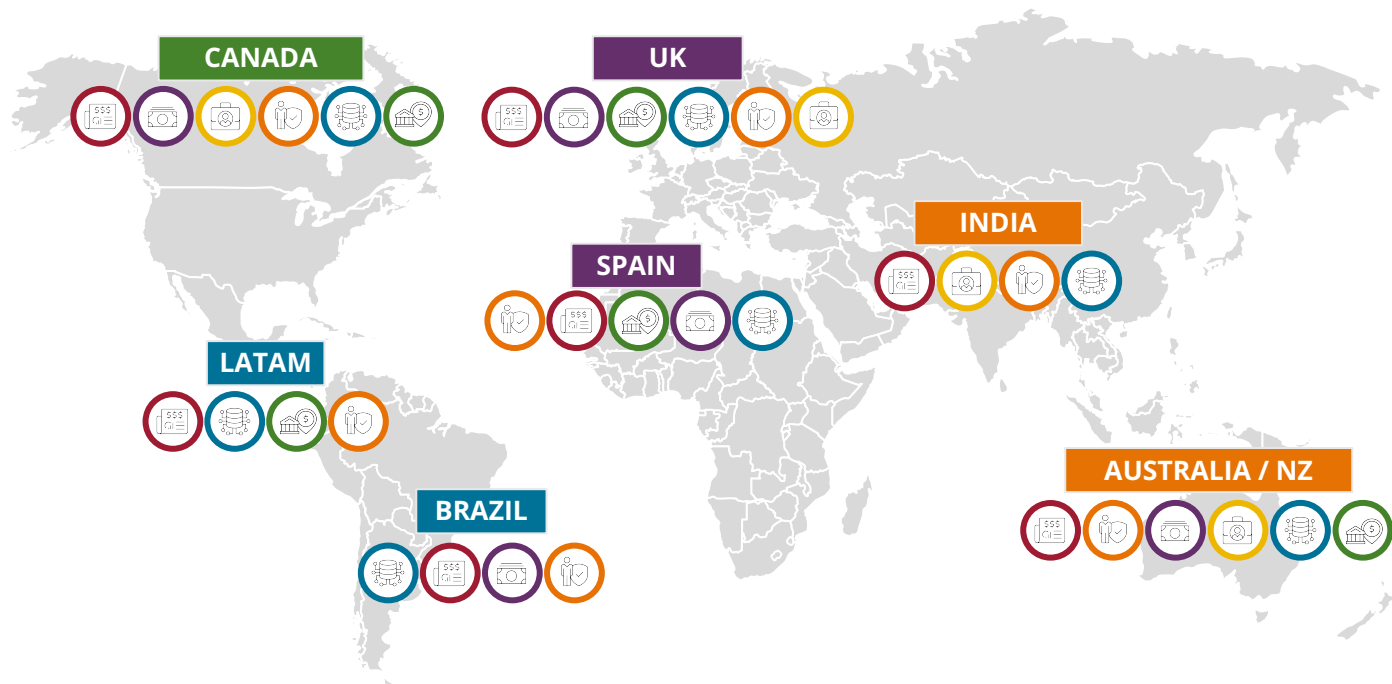 CANADA
UK
INDIA
SPAIN
LATAM
AUSTRALIA / NZ
BRAZIL